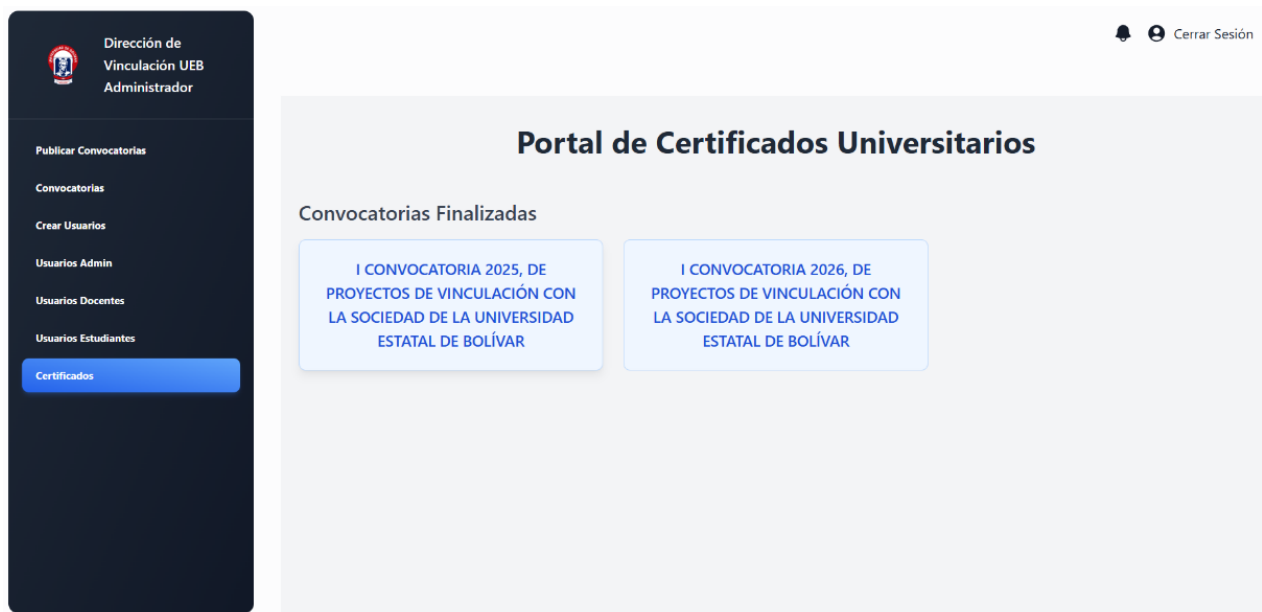 Dirección de
Vinculación UEB
Administrador
Cerrar Sesión
Publicar Convocatorias
Convocatorias
Crear Usuarios
Usuarios Admin
Usuarios Docentes
Usuarios Estudiantes
Certificados
Portal de Certificados Universitarios
Convocatorias Finalizadas
I CONVOCATORIA 2025, DE
PROYECTOS DE VINCULACIÓN CON
LA SOCIEDAD DE LA UNIVERSIDAD
ESTATAL DE BOLÍVAR
I CONVOCATORIA 2026, DE
PROYECTOS DE VINCULACIÓN CON
LA SOCIEDAD DE LA UNIVERSIDAD
ESTATAL DE BOLÍVAR